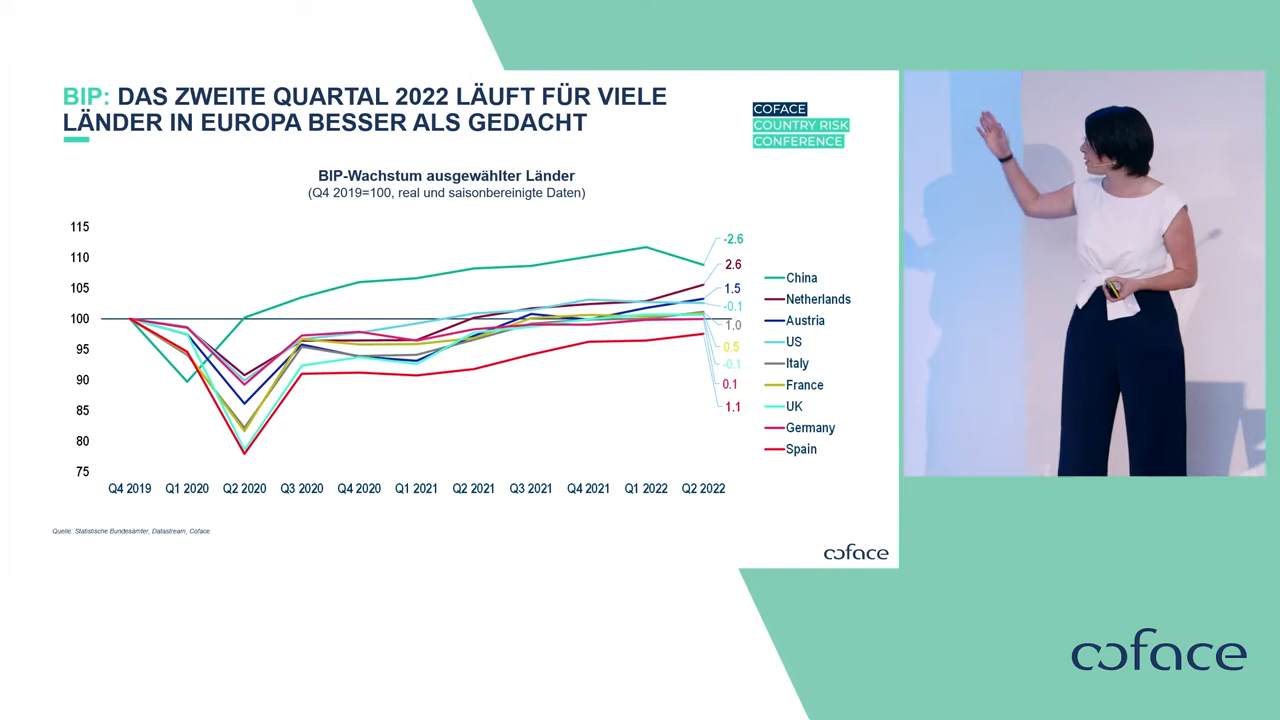 BIP: DAS ZWEITE QUARTAL 2022 LÄUFT FÜR VIELE
LÄNDER IN EUROPA BESSER ALS GEDACHT
COFACE
COUNTRY RISK
CONFERENCE
BIP-Wachstum ausgewählter Länder
(Q4 2019=100, real und saisonbereinigte Daten)
115
110
105
100
95
90
85
80
75
Q4 2019 Q1 2020 Q2 2020 Q3 2020 Q4 2020 Q1 2021 Q2 2021 Q3 2021 Q4 2021 Q1 2022 Q2 2022
-2.6
2.6
1.5
-0.1
1.0
0.5
-0.1
0.1
1.1
China
Netherlands
Austria
US
Italy
France
UK
Germany
Spain
Quelle: Statistische Bundesämter, Datastream, Coface
coface
coface